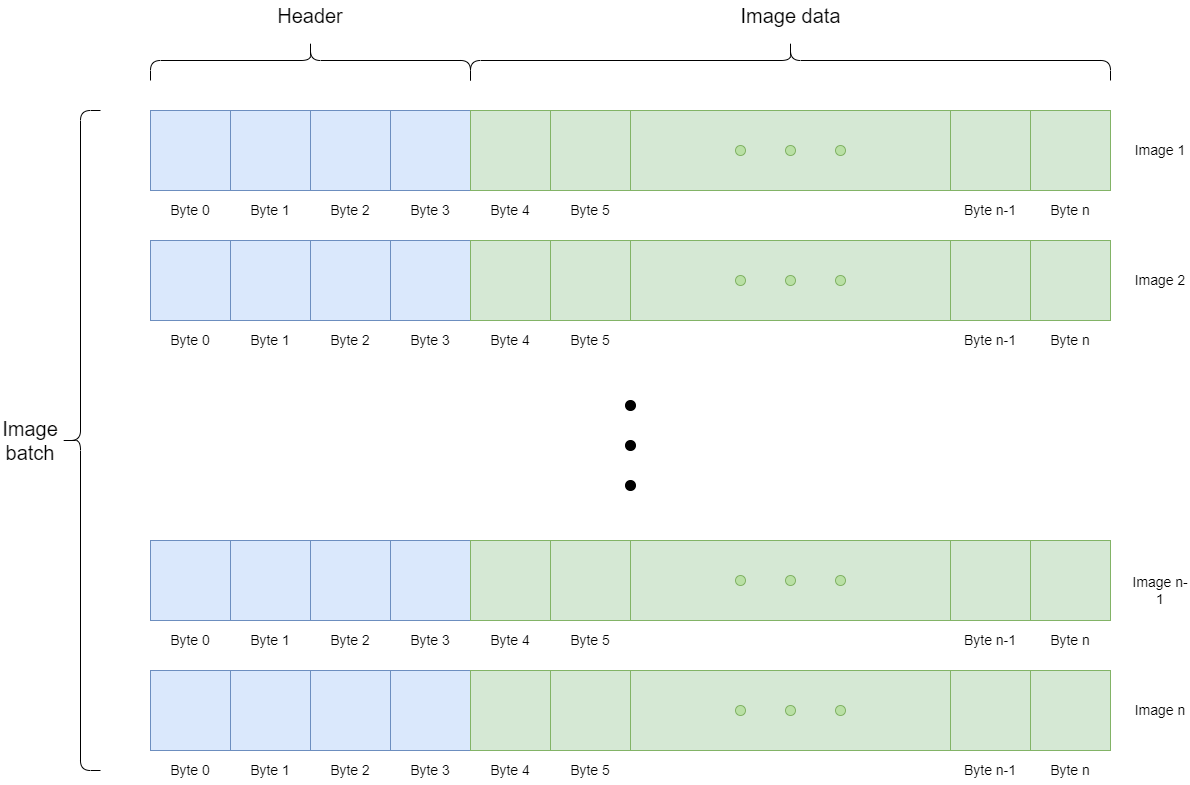 Header
Image data
Image 1
Byte 0
Byte 1
Byte 2
Byte 3
Byte 4
Byte 5
Byte n-1
Byte n
Image 2
Byte 0
Byte 1
Byte 2
Byte 3
Byte 4
Byte 5
Byte n-1
Byte n
Image
batch
Image n-
1
Byte 0
Byte 1
Byte 2
Byte 3
Byte 4
Byte 5
Byte n-1
Byte n
Image n
Byte 0
Byte 1
Byte 2
Byte 3
Byte 4
Byte 5
Byte n-1
Byte n